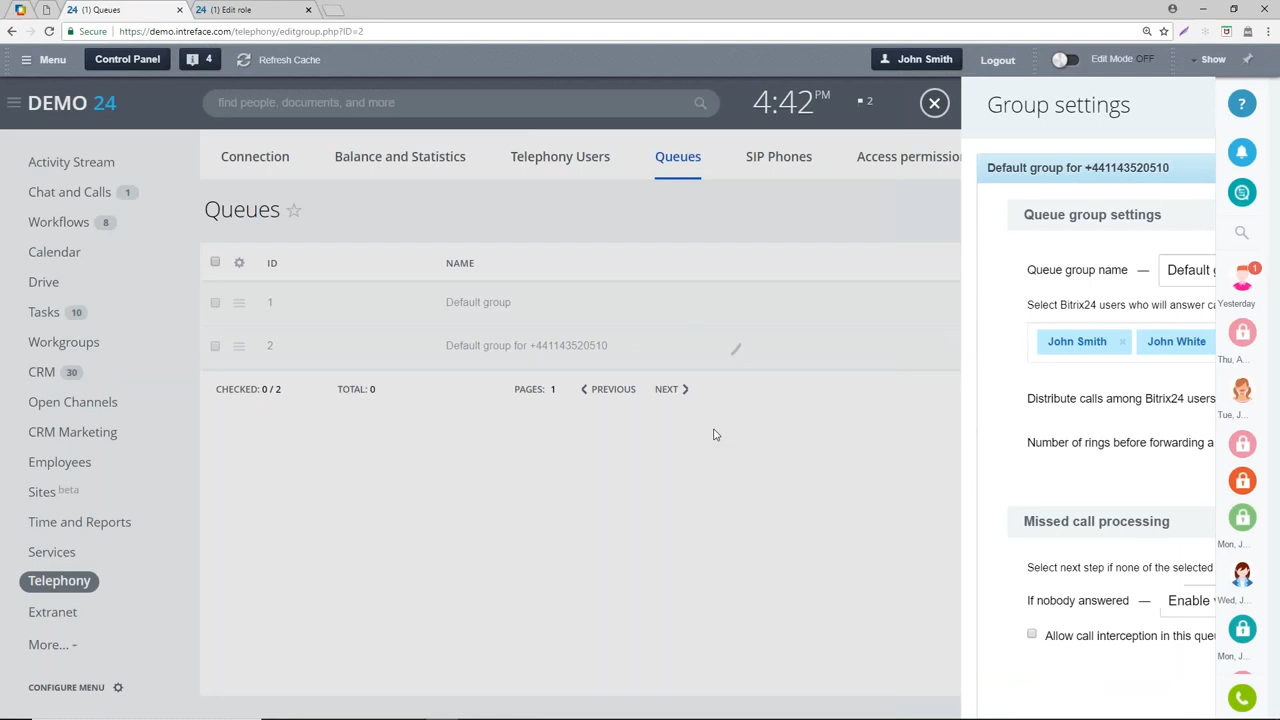 24 (1) Queues
24 (1) Edit role
Secure
https://demo.intreface.com/telephony/editgroup.php?ID=2
Menu
Control Panel
4
Refresh Cache
John Smith
Logout
Edit Mode OFF
Show
DEMO 24
find people, documents, and more
4:42 PM
2
Group settings
?
Activity Stream
Chat and Calls 1
Workflows 8
Calendar
Drive
Tasks 10
Workgroups
CRM 30
Open Channels
CRM Marketing
Employees
Sites beta
Time and Reports
Services
Telephony
Extranet
More...
CONFIGURE MENU
Connection
Balance and Statistics
Telephony Users
Queues
SIP Phones
Access permission
Queues
ID
NAME
1
Default group
2
Default group for +441143520510
CHECKED: 0 / 2
TOTAL: 0
PAGES: 1
PREVIOUS
NEXT
Default group for +441143520510
Queue group settings
Queue group name — Default
Select Bitrix24 users who will answer
John Smith ×
John White
Distribute calls among Bitrix24 users
Number of rings before forwarding a
Missed call processing
Select next step if none of the selected
If nobody answered — Enable
Allow call interception in this
1
Yesterday
Thu, A...
Tue, J...
Mon, J...
Wed, J...
Mon, J...